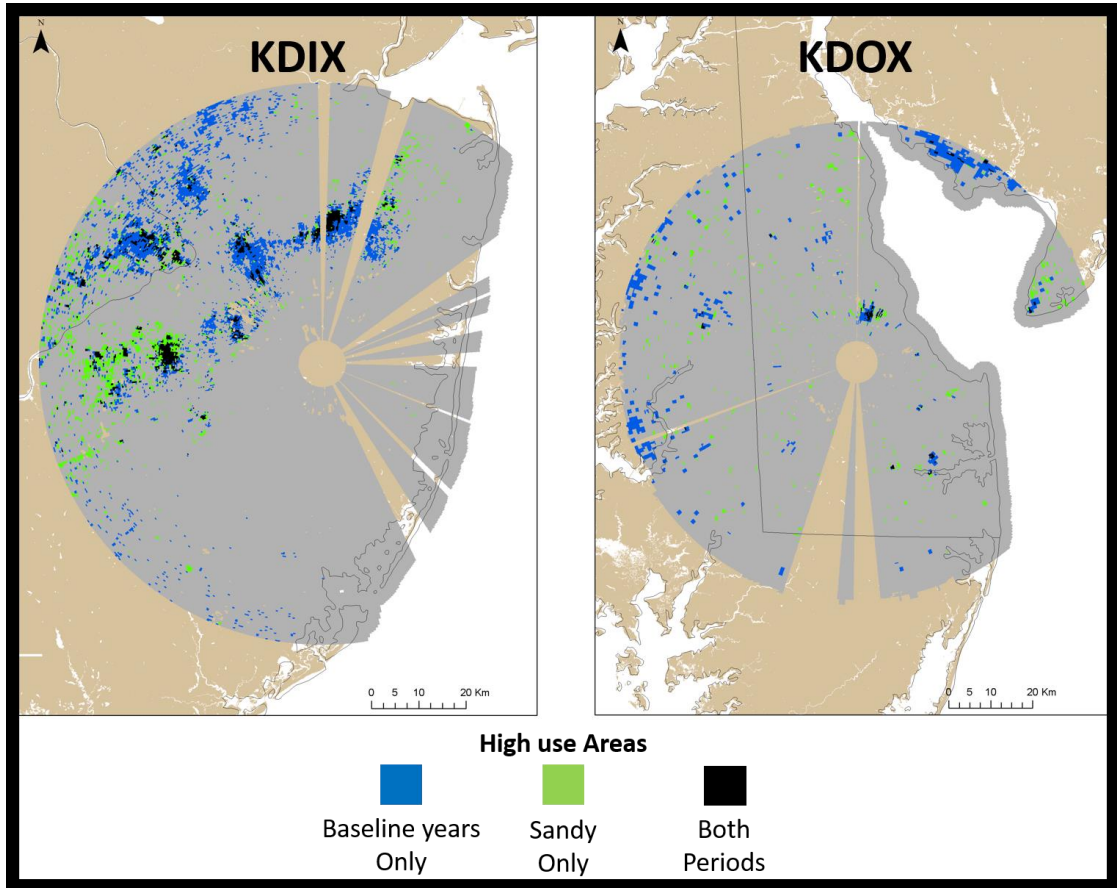 N
KDIX
N
KDOX
0 5 10 20 Km
0 5 10 20 Km
High use Areas
Baseline years
Only
Sandy
Only
Both
Periods